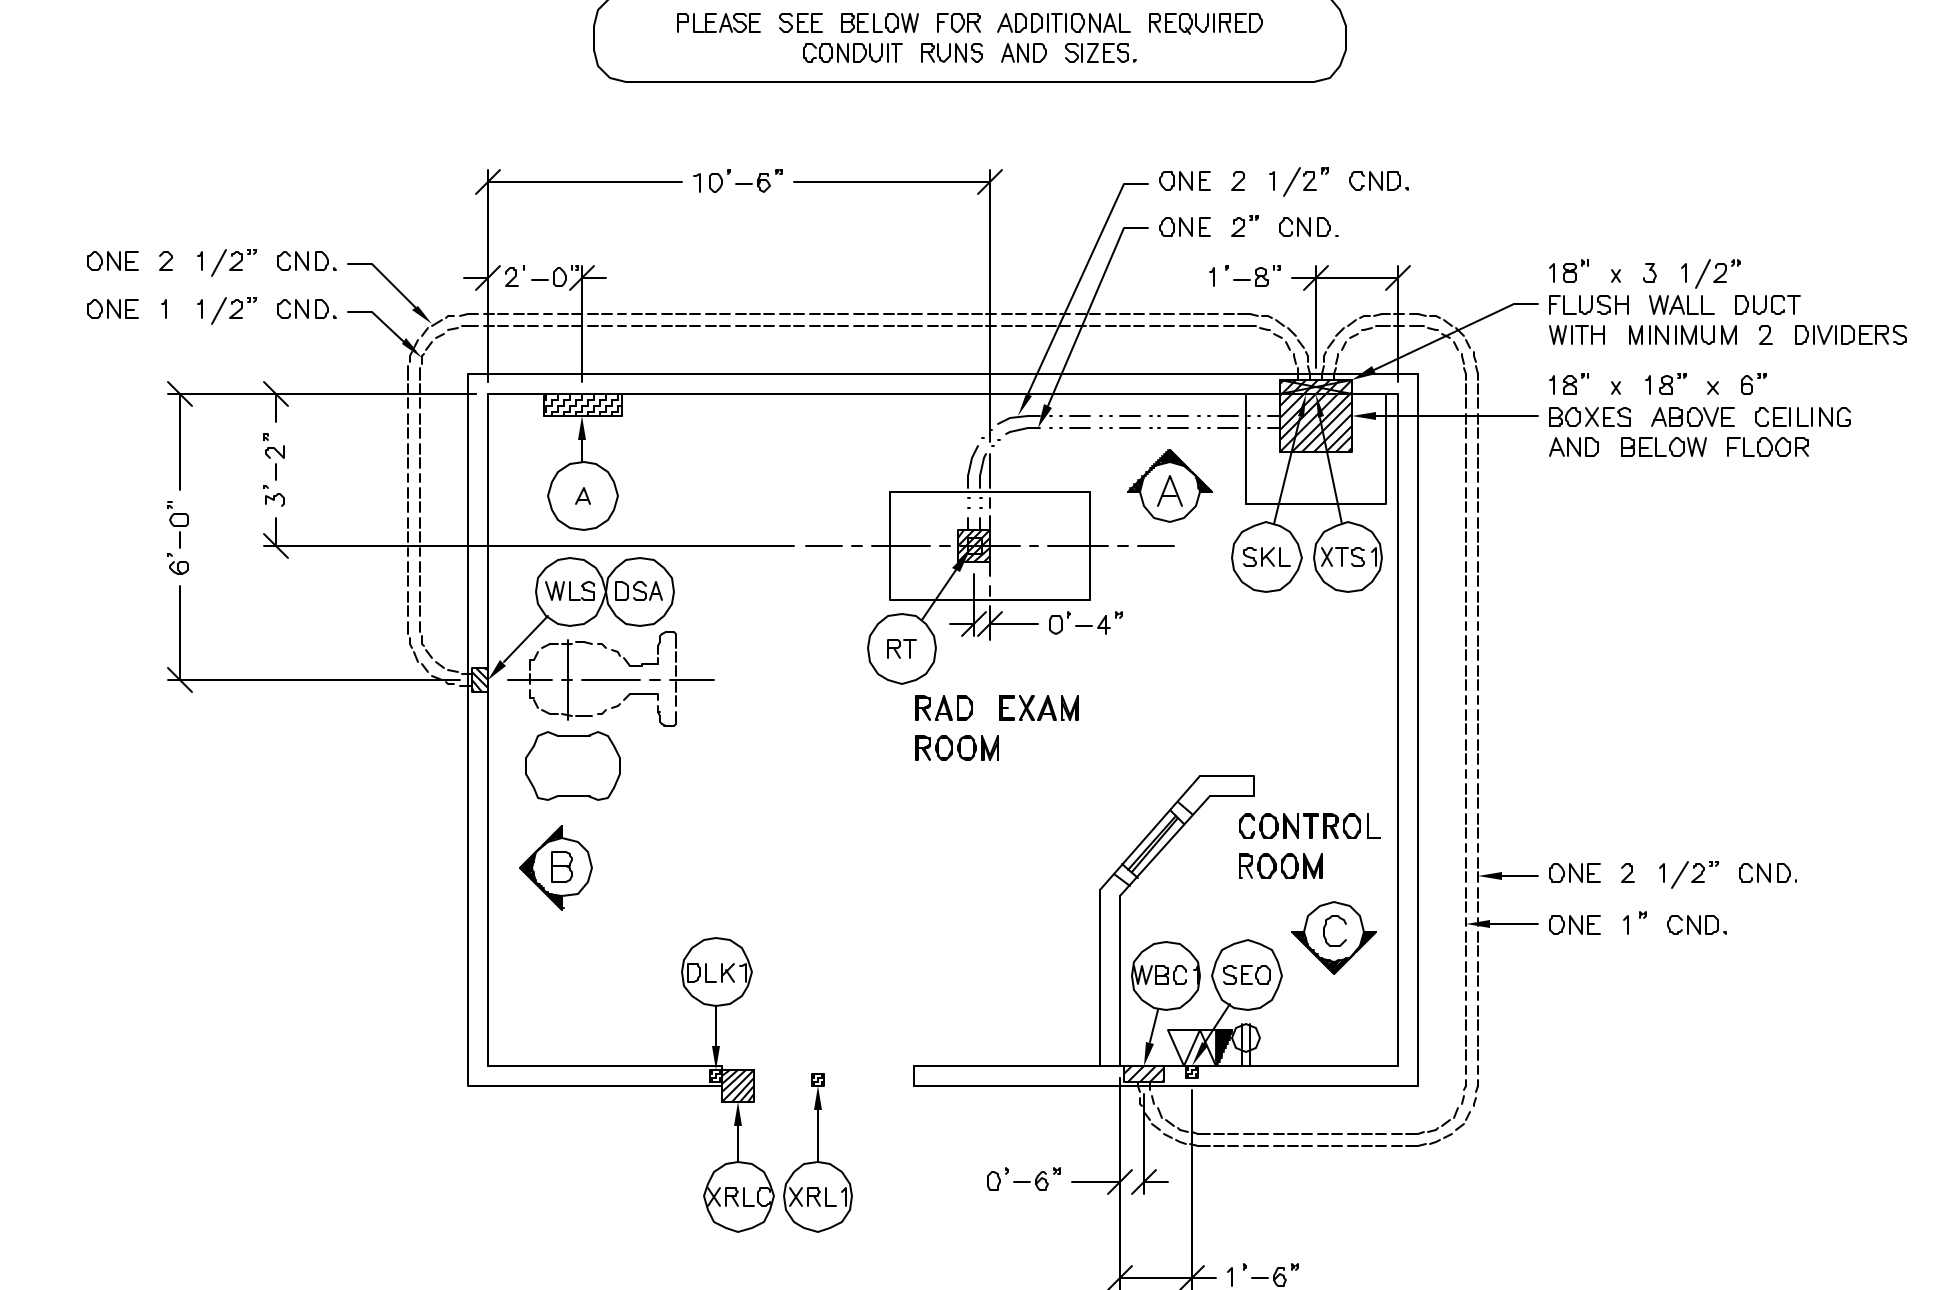 PLEASE SEE BELOW FOR ADDITIONAL REQUIRED
CONDUIT RUNS AND SIZES.
10'-6"
ONE 2 1/2" CND.
ONE 2" CND.
ONE 2 1/2" CND.
ONE 1 1/2" CND.
2'-0"
1'-8"
18" x 3 1/2"
FLUSH WALL DUCT
WITH MINIMUM 2 DIVIDERS
18" x 18" x 6"
BOXES ABOVE CEILING
AND BELOW FLOOR
3'-2"
6'-0"
A
A
SKL
XTS1
WLS
DSA
RT
0'-4"
RAD EXAM
ROOM
CONTROL
ROOM
B
ONE 2 1/2" CND.
ONE 1" CND.
C
DLK1
WBC1
SEO
XRLC
XRL1
0'-6"
1'-6"